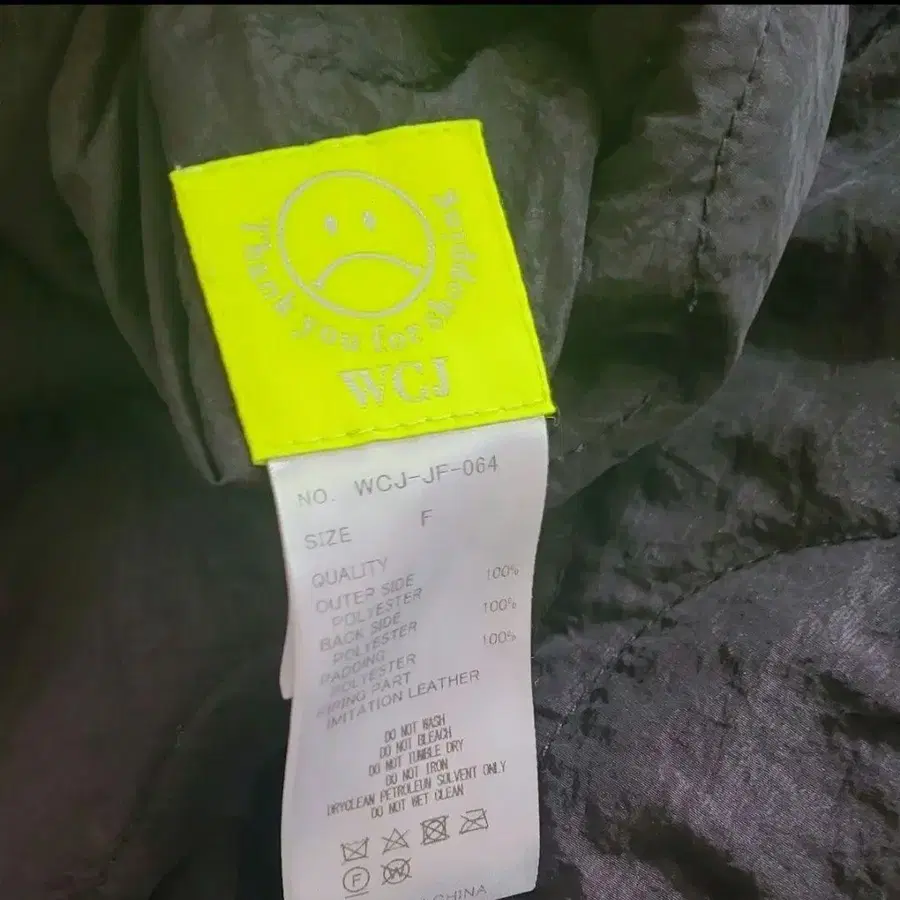 Thank you for shopping
WCJ
NO. WCJ-JF-064
SIZE F
QUALITY
OUTER SIDE
POLYESTER 100%
BACK SIDE
POLYESTER 100%
PADDING
POLYESTER 100%
PIPING PART
IMITATION LEATHER
DO NOT WASH
DO NOT BLEACH
DO NOT TUMBLE DRY
DO NOT IRON
DRYCLEAN PETROLEUN SOLVENT ONLY
DO NOT WET CLEAN
F W
CHINA